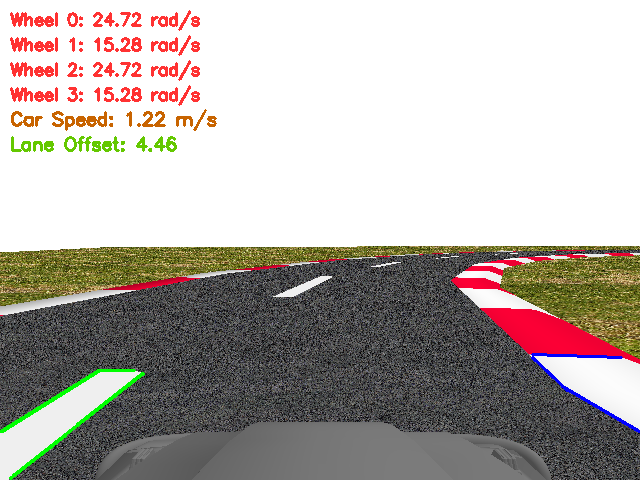 Wheel 0: 24.72 rad/s
Wheel 1: 15.28 rad/s
Wheel 2: 24.72 rad/s
Wheel 3: 15.28 rad/s
Car Speed: 1.22 m/s
Lane Offset: 4.46